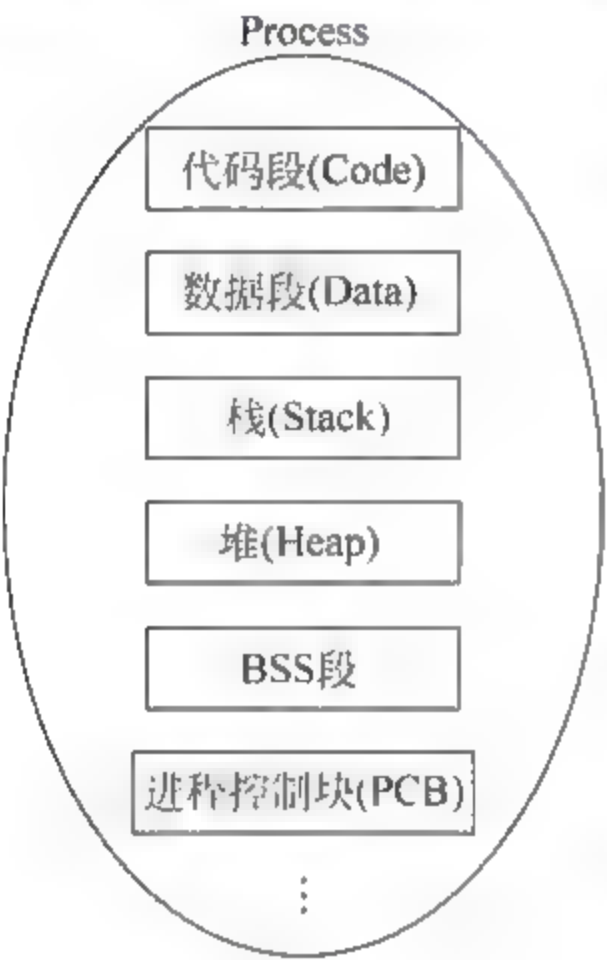 Process
代码段(Code)
数据段(Data)
栈(Stack)
堆(Heap)
BSS段
进程控制块(PCB)
⋮